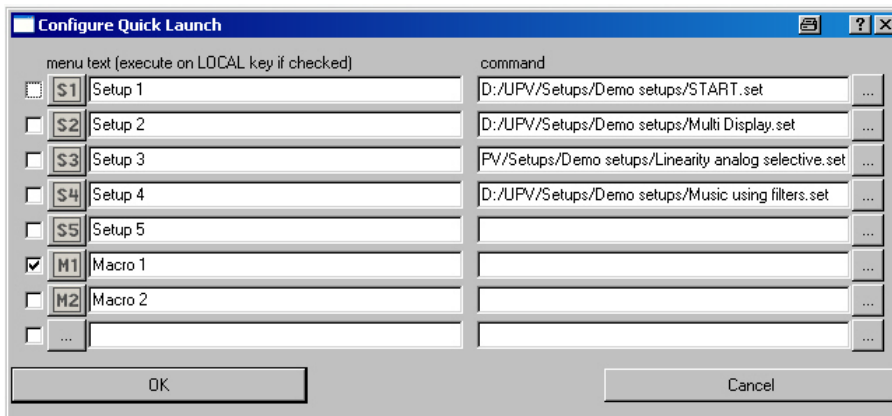 Configure Quick Launch
menu text (execute on LOCAL key if checked) command
S1 Setup 1 D:/UPV/Setups/Demo setups/START.set ...
S2 Setup 2 D:/UPV/Setups/Demo setups/Multi Display.set ...
S3 Setup 3 PV/Setups/Demo setups/Linearity analog selective.set ...
S4 Setup 4 D:/UPV/Setups/Demo setups/Music using filters.set ...
S5 Setup 5 ...
M1 Macro 1 ...
M2 Macro 2 ...
... ...
OK Cancel